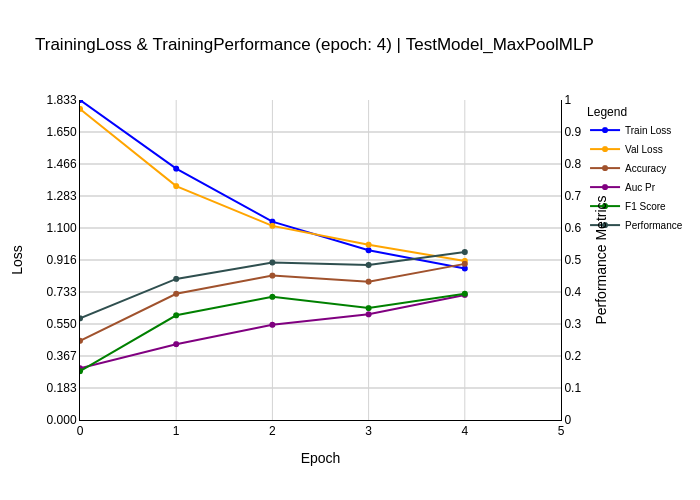 TrainingLoss & TrainingPerformance (epoch: 4) | TestModel_MaxPoolMLP
Loss
1.833
1.650
1.466
1.283
1.100
0.916
0.733
0.550
0.367
0.183
0.000
0 1 2 3 4 5
Epoch
1
0.9
0.8
0.7
0.6
0.5
0.4
0.3
0.2
0.1
0
Performance Metrics
Legend
Train Loss
Val Loss
Accuracy
Auc Pr
F1 Score
Performance